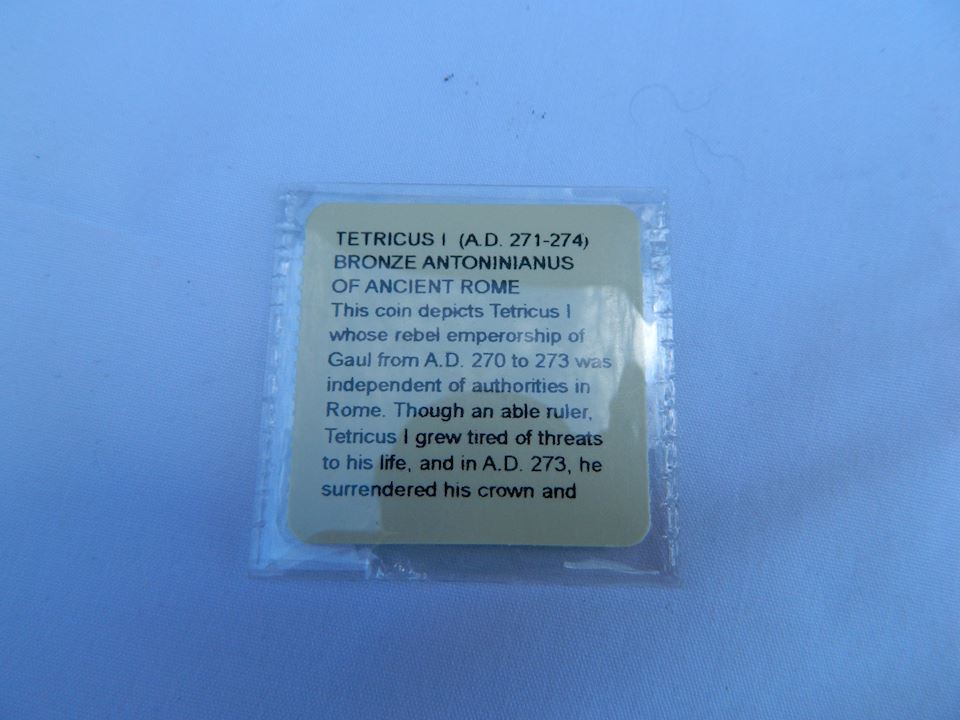 TETRICUS I (A.D. 271-274)
BRONZE ANTONINIANUS
OF ANCIENT ROME
This coin depicts Tetricus I
whose rebel emperorship of
Gaul from A.D. 270 to 273 was
independent of authorities in
Rome. Though an able ruler,
Tetricus I grew tired of threats
to his life, and in A.D. 273, he
surrendered his crown and